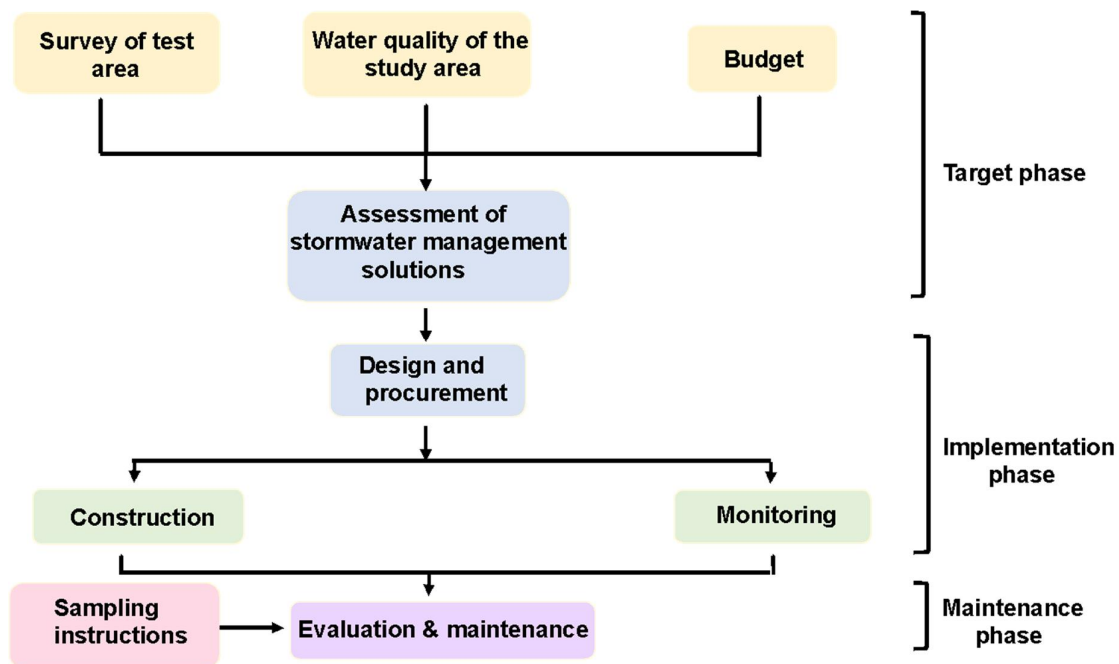 Survey of test
area
Water quality of the
study area
Budget
Target phase
Assessment of
stormwater management
solutions
Design and
procurement
Implementation
phase
Construction
Monitoring
Sampling
instructions
Evaluation & maintenance
Maintenance
phase